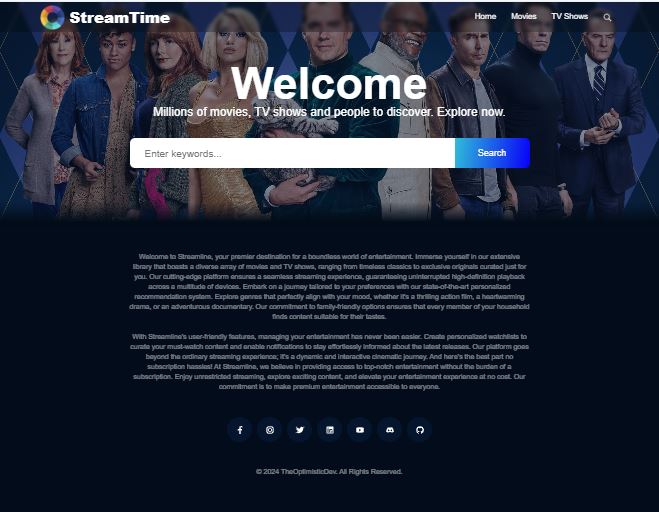 StreamTime
Home Movies TV Shows
Welcome
Millions of movies, TV shows and people to discover. Explore now.
Enter keywords... Search
Welcome to Streamline, your premier destination for a boundless world of entertainment. Immerse yourself in our extensive
library that boasts a diverse array of movies and TV shows, ranging from timeless classics to exclusive originals curated just for
you. Our cutting-edge platform ensures a seamless streaming experience, guaranteeing uninterrupted high-definition playback
across a multitude of devices. Embark on a journey tailored to your preferences with our state-of-the-art personalized
recommendation system. Explore genres that perfectly align with your mood, whether it's a thrilling action film, a heartwarming
drama, or an adventurous documentary. Our commitment to family-friendly options ensures that every member of your household
finds content suitable for their tastes.
With Streamline's user-friendly features, managing your entertainment has never been easier. Create personalized watchlists to
curate your must-watch content and enable notifications to stay effortlessly informed about the latest releases. Our platform goes
beyond the ordinary streaming experience; it's a dynamic and interactive cinematic journey. And here's the best part no
subscription hassles! At Streamline, we believe in providing access to top-notch entertainment without the burden of a
subscription. Enjoy unrestricted streaming, explore exciting content, and elevate your entertainment experience at no cost. Our
commitment is to make premium entertainment accessible to everyone.
© 2024 TheOptimisticDev. All Rights Reserved.